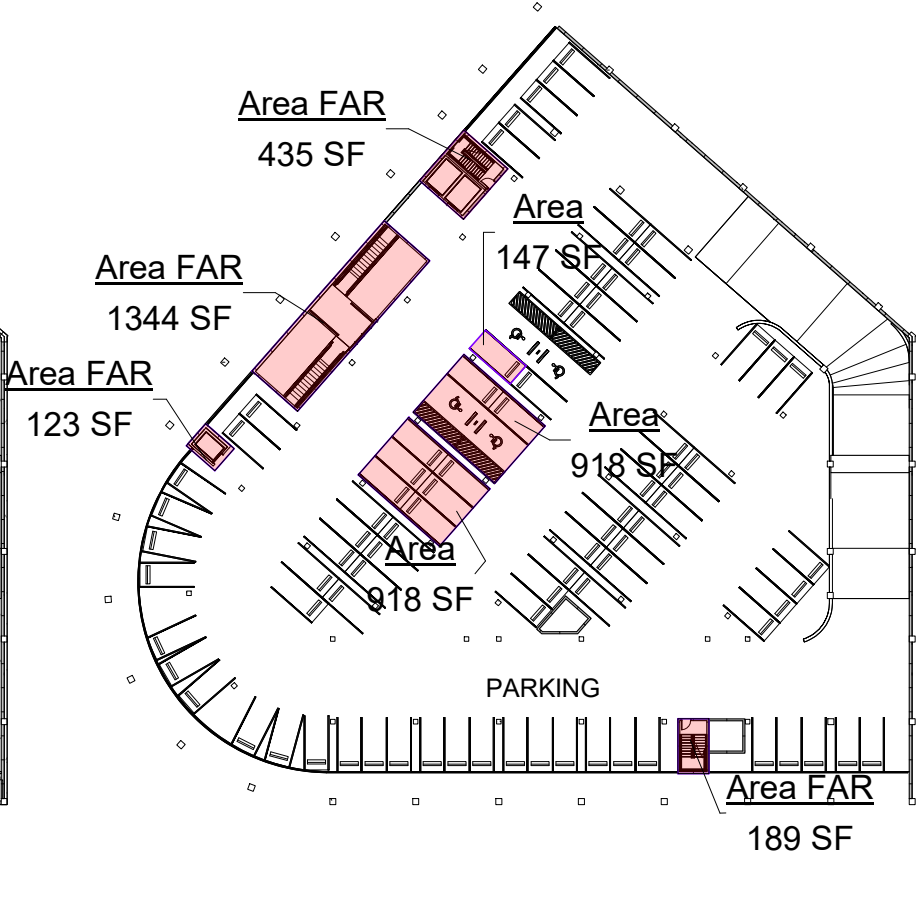 Area FAR
435 SF
Area
147 SF
Area FAR
1344 SF
Area FAR
123 SF
Area
918 SF
Area
918 SF
PARKING
Area FAR
189 SF